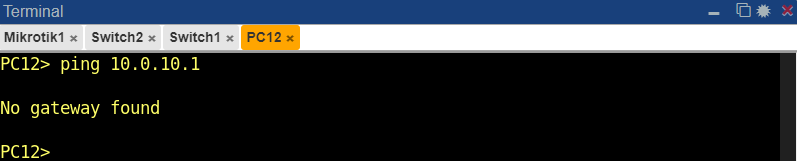 Terminal
Mikrotik1 × Switch2 × Switch1 × PC12 ×
PC12> ping 10.0.10.1
No gateway found
PC12>